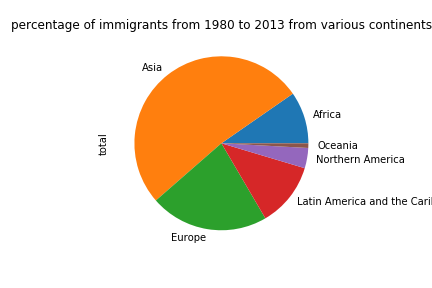 percentage of immigrants from 1980 to 2013 from various continents
Asia
Africa
total
Oceania
Northern America
Latin America and the
Europe